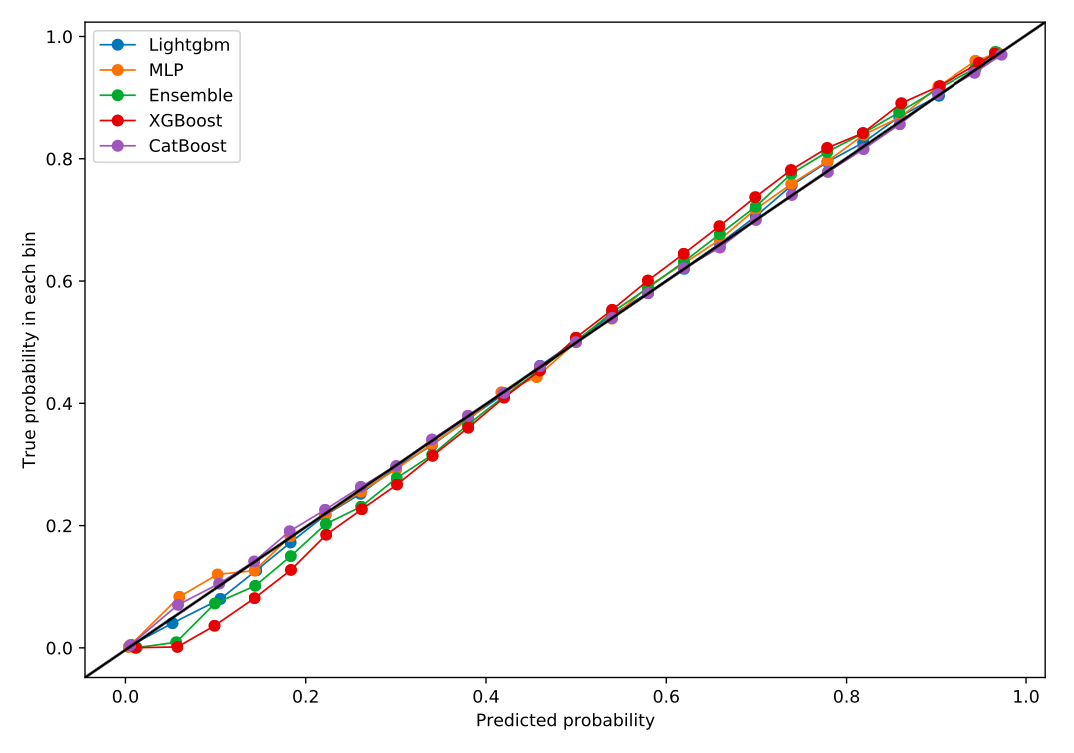 1.0
0.8
0.6
0.4
0.2
0.0
True probability in each bin
Lightgbm
MLP
Ensemble
XGBoost
CatBoost
0.0 0.2 0.4 0.6 0.8 1.0
Predicted probability